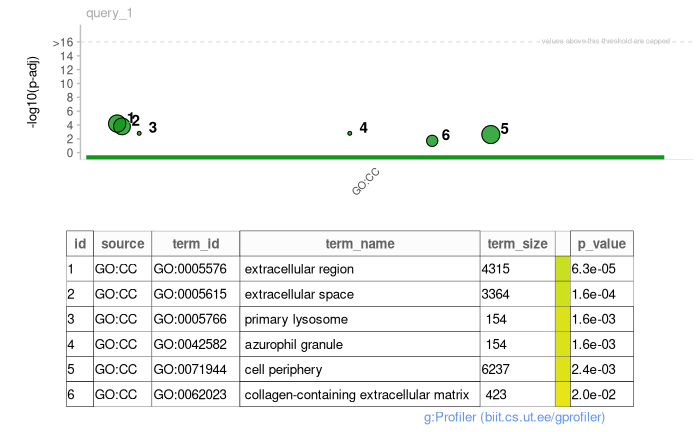 query_1
values above this threshold are capped
-log10(p-adj)
>16
14
12
10
8
6
4
2
0
1
2
3
4
6
5
GO:CC
id source term_id term_name term_size p_value
1 GO:CC GO:0005576 extracellular region 4315 6.3e-05
2 GO:CC GO:0005615 extracellular space 3364 1.6e-04
3 GO:CC GO:0005766 primary lysosome 154 1.6e-03
4 GO:CC GO:0042582 azurophil granule 154 1.6e-03
5 GO:CC GO:0071944 cell periphery 6237 2.4e-03
6 GO:CC GO:0062023 collagen-containing extracellular matrix 423 2.0e-02
g:Profiler (biit.cs.ut.ee/gprofiler)